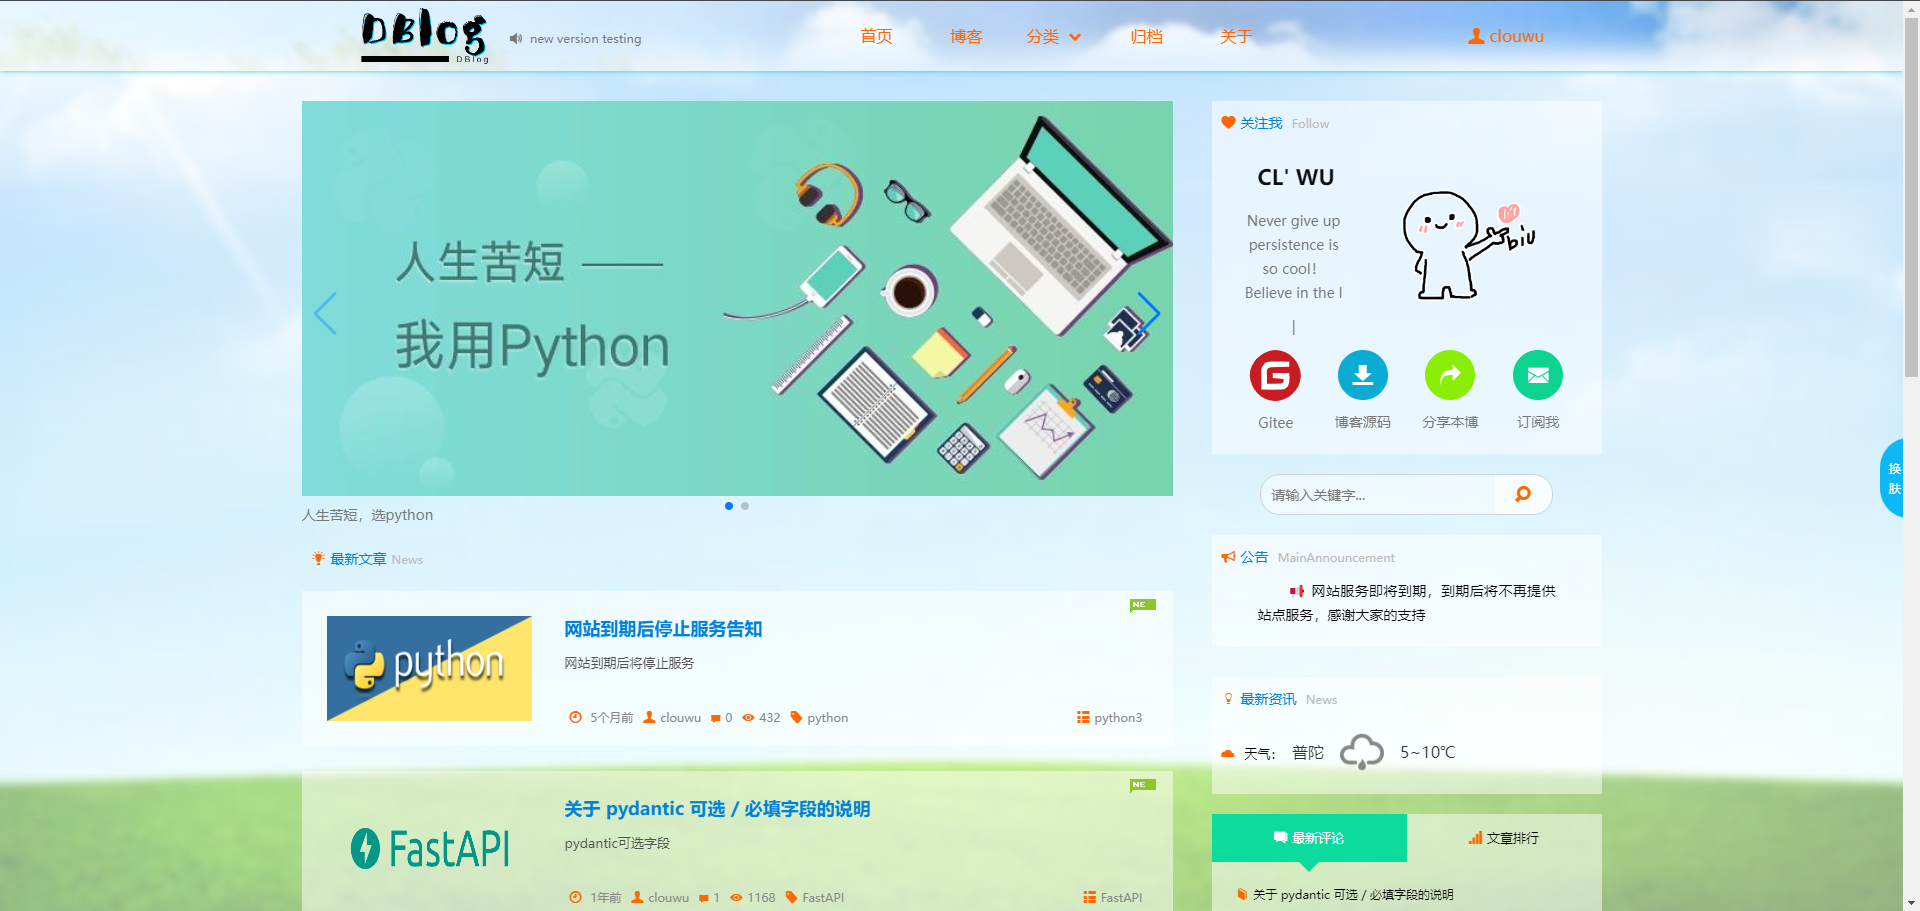 DBlog
DBlog
new version testing
首页
博客
分类
归档
关于
clouwu
人生苦短 ——
我用Python
人生苦短，选python
最新文章 News
NE
python
网站到期后停止服务告知
网站到期后将停止服务
5个月前 clouwu 0 432 python
python3
NE
FastAPI
关于 pydantic 可选 / 必填字段的说明
pydantic可选字段
1年前 clouwu 1 1168 FastAPI
FastAPI
关注我 Follow
CL' WU
Never give up
persistence is
so cool!
Believe in the l
|
biu
Gitee
博客源码
分享本博
订阅我
请输入关键字...
公告 MainAnnouncement
网站服务即将到期，到期后将不再提供
站点服务，感谢大家的支持
最新资讯 News
天气： 普陀 5~10℃
最新评论
文章排行
关于 pydantic 可选 / 必填字段的说明
换
肤